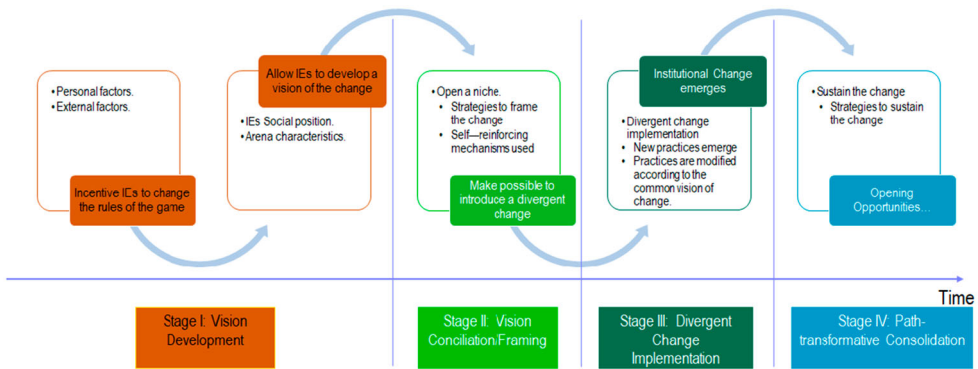 • Personal factors.
• External factors.
Incentive IEs to change
the rules of the game
Allow IEs to develop a
vision of the change
• IEs Social position.
• Arena characteristics.
• Open a niche.
• Strategies to frame
the change
• Self—reinforcing
mechanisms used
Make possible to
introduce a divergent
change
Institutional Change
emerges
• Divergent change
implementation
• New practices emerge
• Practices are modified
according to the
common vision of
change.
• Sustain the change
• Strategies to sustain
the change
Opening
Opportunities...
Time
Stage I: Vision
Development
Stage II: Vision
Conciliation/Framing
Stage III: Divergent
Change
Implementation
Stage IV: Path-
transformative Consolidation